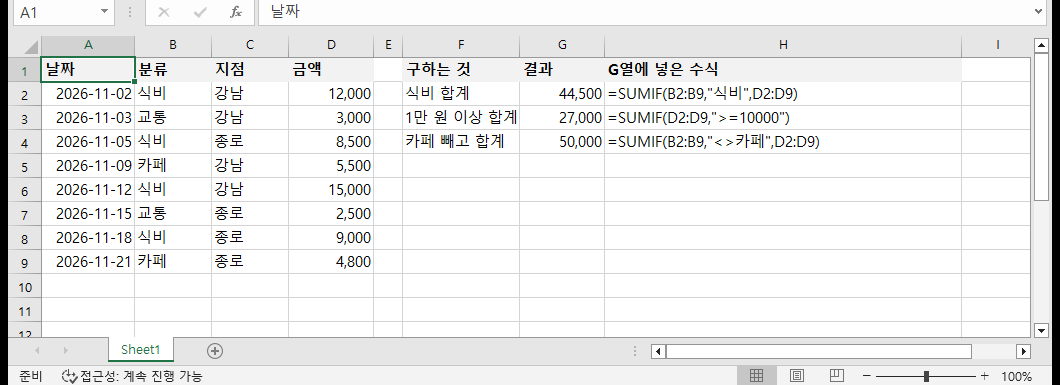 A1 fx 날짜
A B C D E F G H I
1 날짜 분류 지점 금액 구하는 것 결과 G열에 넣은 수식
2 2026-11-02 식비 강남 12,000 식비 합계 44,500 =SUMIF(B2:B9,"식비",D2:D9)
3 2026-11-03 교통 강남 3,000 1만 원 이상 합계 27,000 =SUMIF(D2:D9,">=10000")
4 2026-11-05 식비 종로 8,500 카페 빼고 합계 50,000 =SUMIF(B2:B9,"<>카페",D2:D9)
5 2026-11-09 카페 강남 5,500
6 2026-11-12 식비 강남 15,000
7 2026-11-15 교통 종로 2,500
8 2026-11-18 식비 종로 9,000
9 2026-11-21 카페 종로 4,800
10
11
12
Sheet1
준비 접근성: 계속 진행 가능 100%